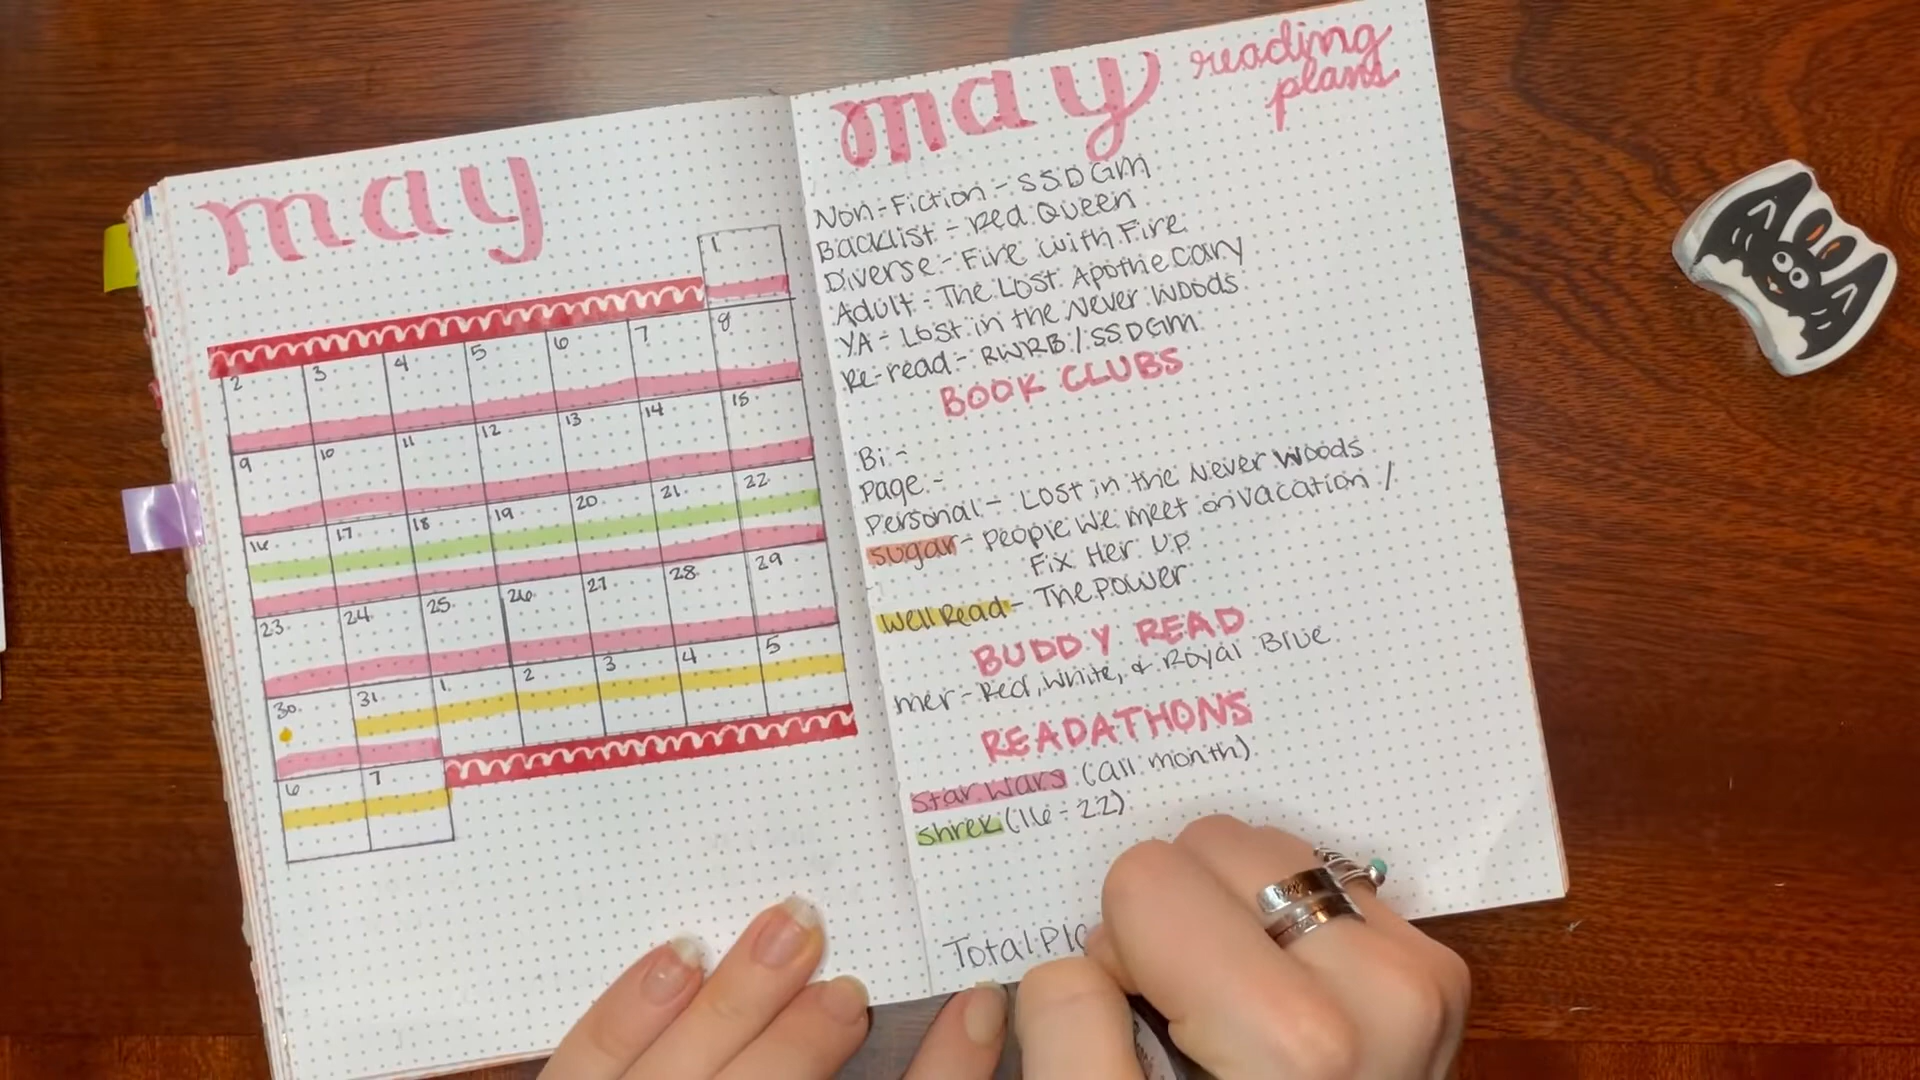 may
1
2 3 4 5 6 7 8
9 10 11 12 13 14 15
16 17 18 19 20 21 22
23 24 25 26 27 28 29
30 31 1 2 3 4 5
6 7
may reading
plans
Non-Fiction - SSDGM
Backlist - Red Queen
Diverse - Fire with Fire
Adult - The Lost Apothecary
YA - Lost in the Never Woods
Re-read - RWRB / SSDGM
BOOK CLUBS
Bi -
Page -
Personal - Lost in the Never Woods
Sugar - People We Meet on Vacation /
Fix Her Up
Well Read - The Power
BUDDY READ
Mer - Red, White, & Royal Blue
READATHONS
Star Wars (all month)
Shrek (16 - 22)
Total